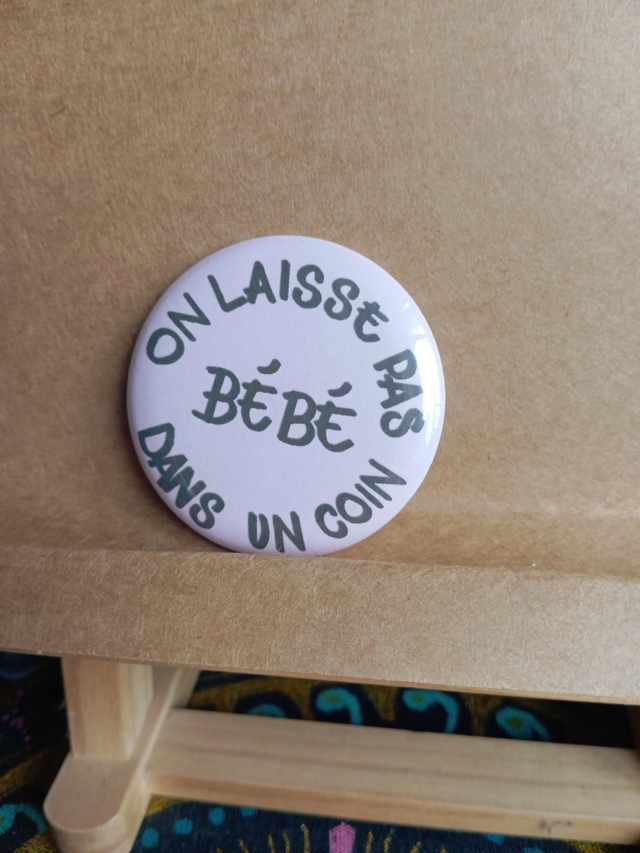 ON LAISSE PAS
BÉBÉ
DANS UN COIN